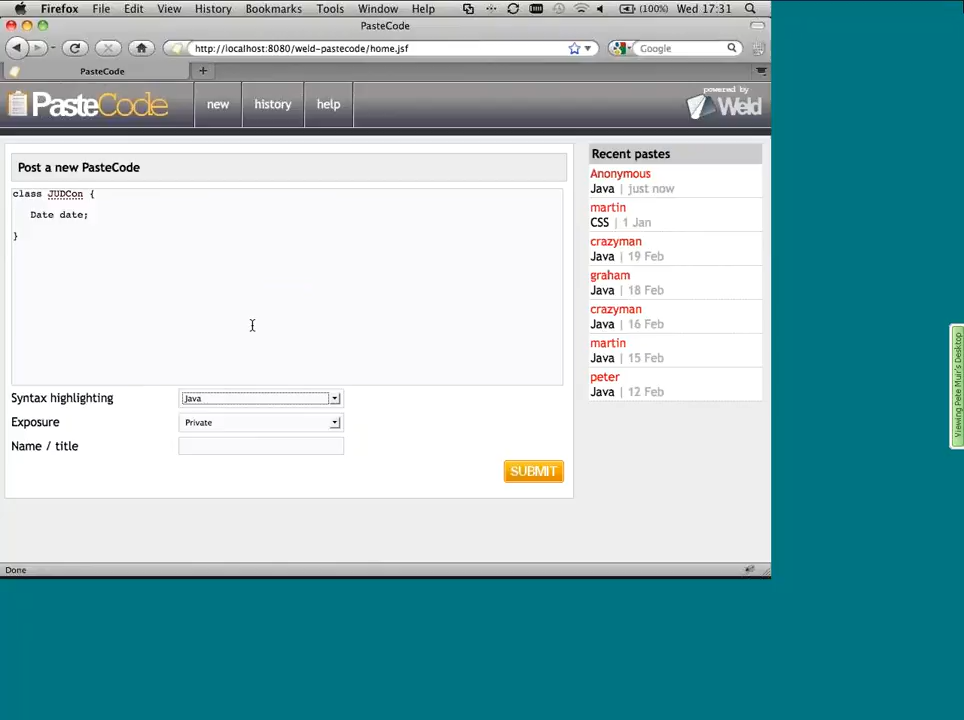 Firefox File Edit View History Bookmarks Tools Window Help (100%) Wed 17:31
PasteCode
http://localhost:8080/weld-pastecode/home.jsf
Google
PasteCode
PasteCode
new
history
help
powered by
Weld
Post a new PasteCode
class JUDCon {
Date date;
}
Syntax highlighting
Java
Exposure
Private
Name / title
SUBMIT
Recent pastes
Anonymous
Java | just now
martin
CSS | 1 Jan
crazyman
Java | 19 Feb
graham
Java | 18 Feb
crazyman
Java | 16 Feb
martin
Java | 15 Feb
peter
Java | 12 Feb
Done
Viewing Pete Muir's Desktop